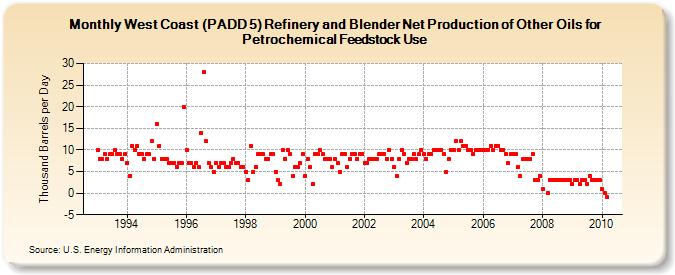 Monthly West Coast (PADD 5) Refinery and Blender Net Production of Other Oils for
Petrochemical Feedstock Use
Thousand Barrels per Day
30
25
20
15
10
5
0
-5
1994 1996 1998 2000 2002 2004 2006 2008 2010
Source: U.S. Energy Information Administration